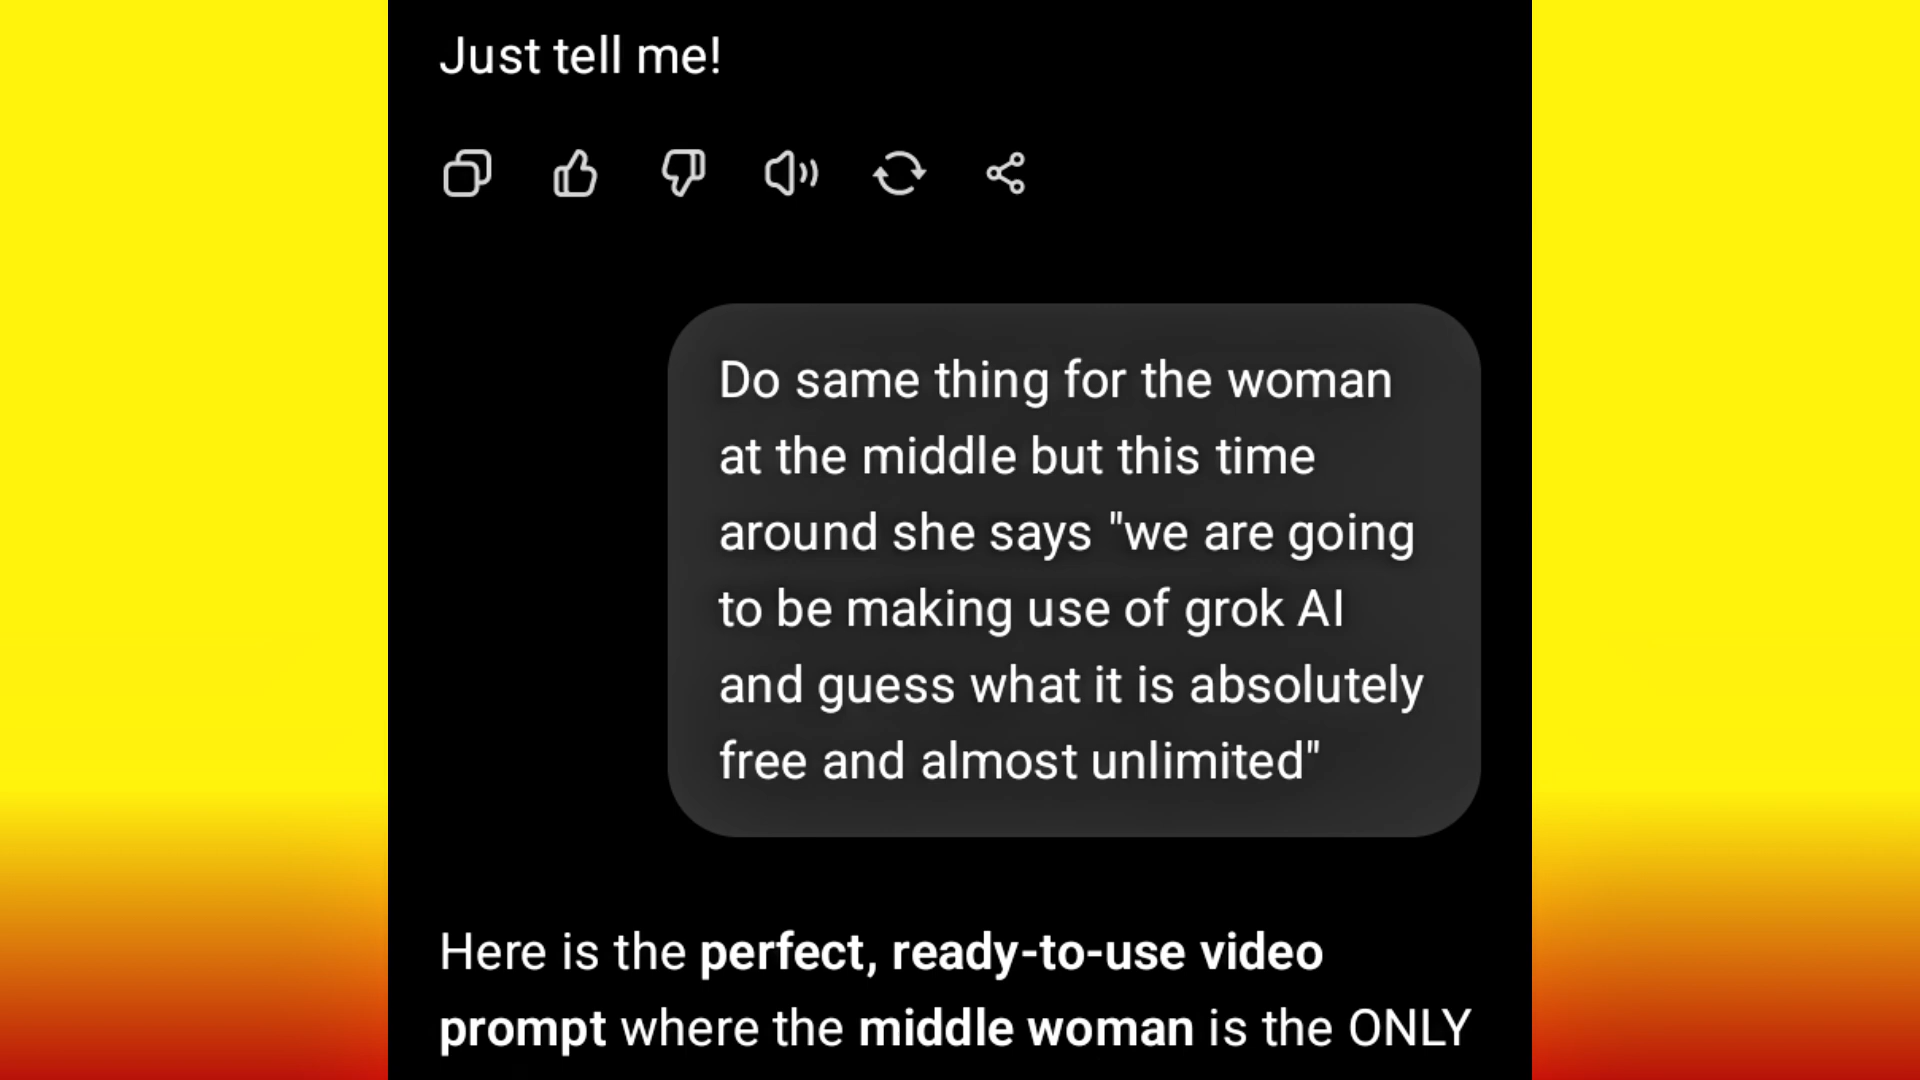 Just tell me!
Do same thing for the woman
at the middle but this time
around she says "we are going
to be making use of grok AI
and guess what it is absolutely
free and almost unlimited"
Here is the perfect, ready-to-use video
prompt where the middle woman is the ONLY